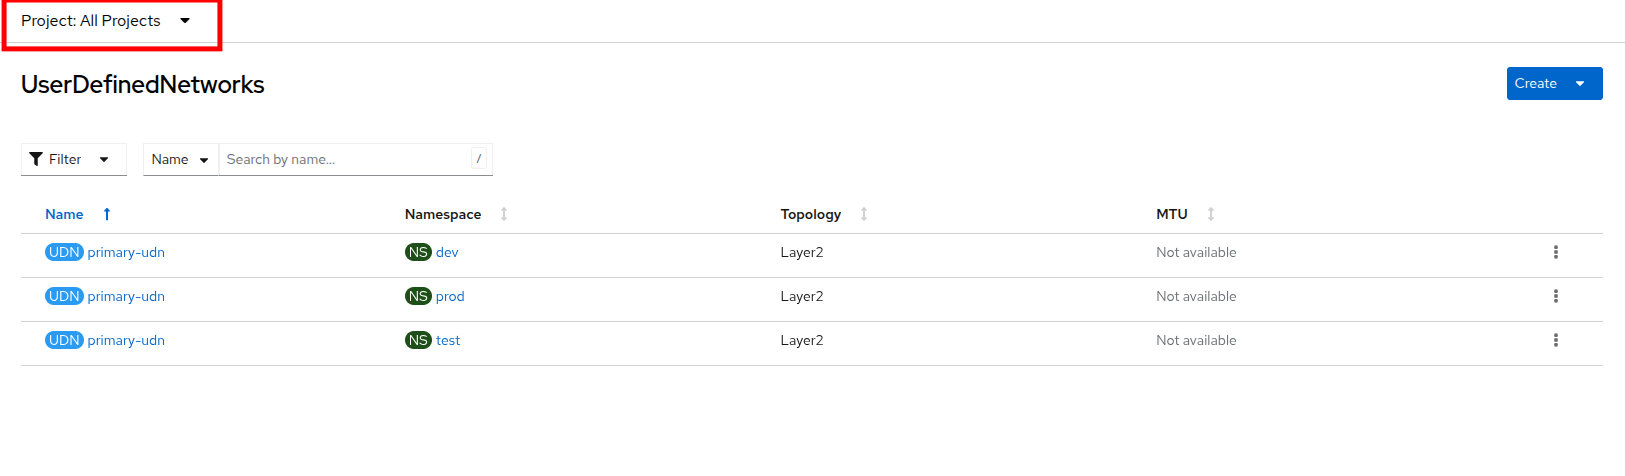 Project: All Projects
UserDefinedNetworks
Create
Filter Name Search by name... /
Name Namespace Topology MTU
UDN primary-udn NS dev Layer2 Not available
UDN primary-udn NS prod Layer2 Not available
UDN primary-udn NS test Layer2 Not available